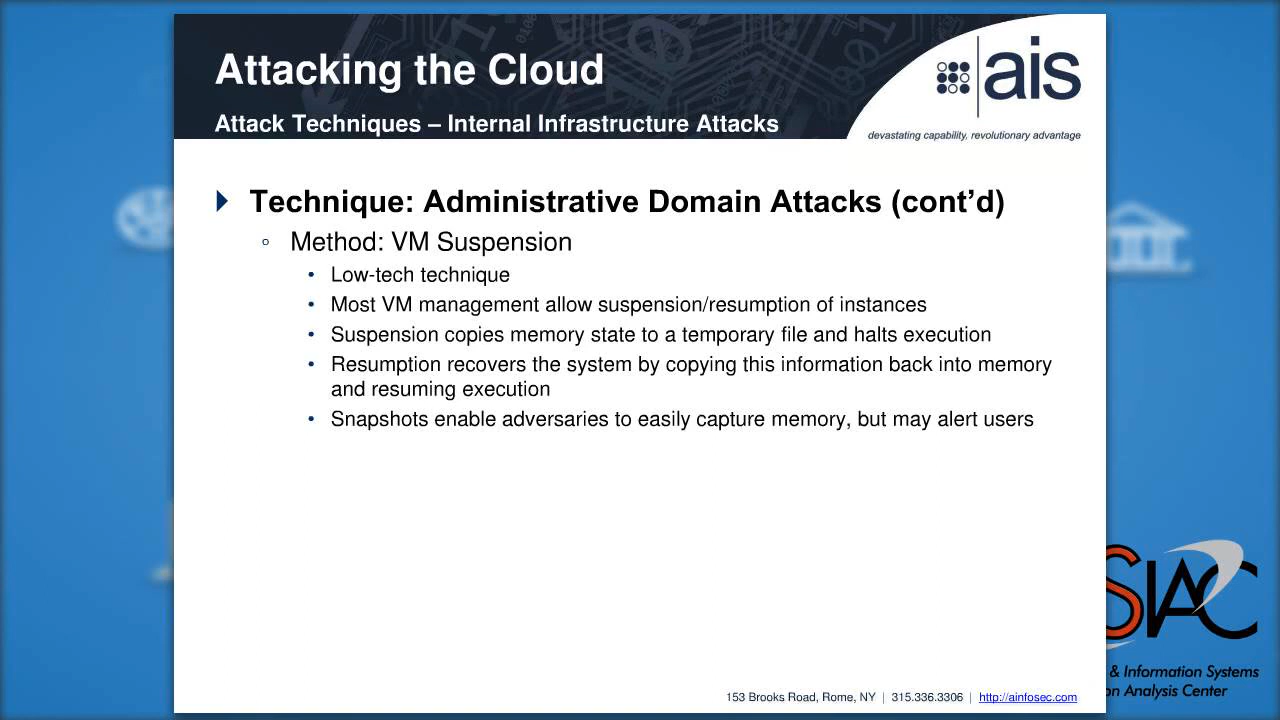 Attacking the Cloud
Attack Techniques – Internal Infrastructure Attacks
ais
devastating capability, revolutionary advantage
Technique: Administrative Domain Attacks (cont’d)
Method: VM Suspension
• Low-tech technique
• Most VM management allow suspension/resumption of instances
• Suspension copies memory state to a temporary file and halts execution
• Resumption recovers the system by copying this information back into memory
and resuming execution
• Snapshots enable adversaries to easily capture memory, but may alert users
SIAC
& Information Systems
on Analysis Center
153 Brooks Road, Rome, NY | 315.336.3306 | http://ainfosec.com